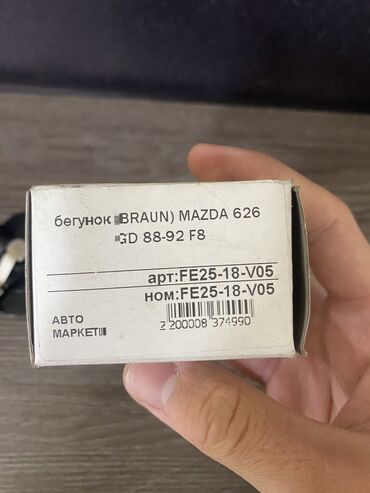 бегунок (BRAUN) MAZDA 626
GD 88-92 F8
арт:FE25-18-V05
ном:FE25-18-V05
АВТО
МАРКЕТ
2 200008 374990